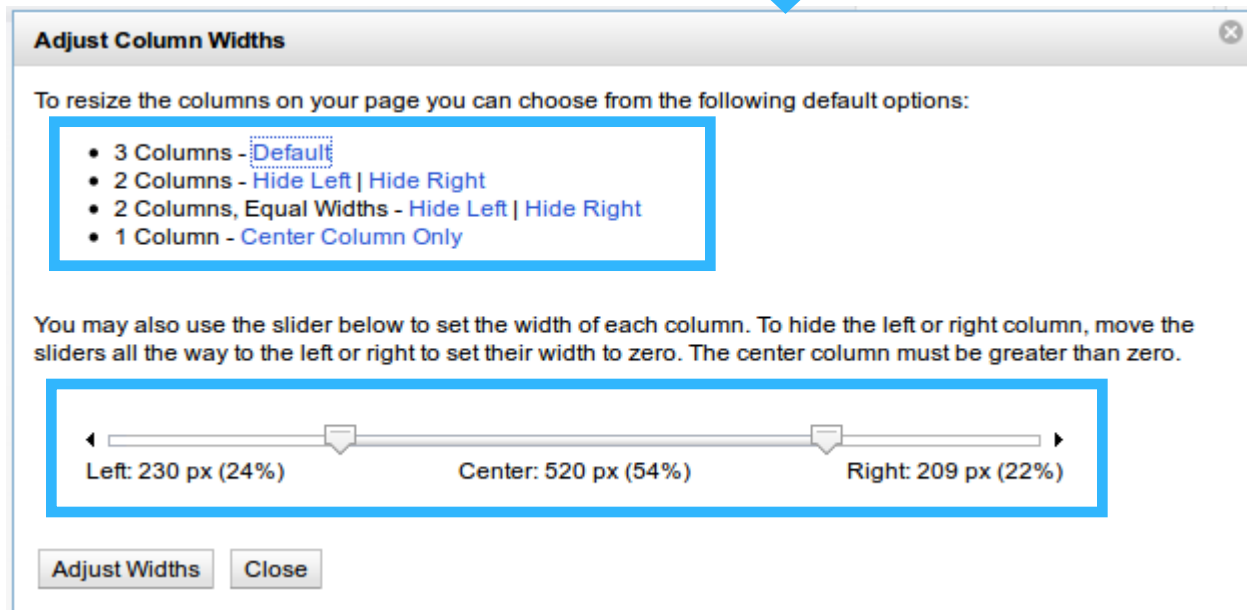 Adjust Column Widths
To resize the columns on your page you can choose from the following default options:
• 3 Columns - Default
• 2 Columns - Hide Left | Hide Right
• 2 Columns, Equal Widths - Hide Left | Hide Right
• 1 Column - Center Column Only
You may also use the slider below to set the width of each column. To hide the left or right column, move the
sliders all the way to the left or right to set their width to zero. The center column must be greater than zero.
Left: 230 px (24%) Center: 520 px (54%) Right: 209 px (22%)
Adjust Widths Close